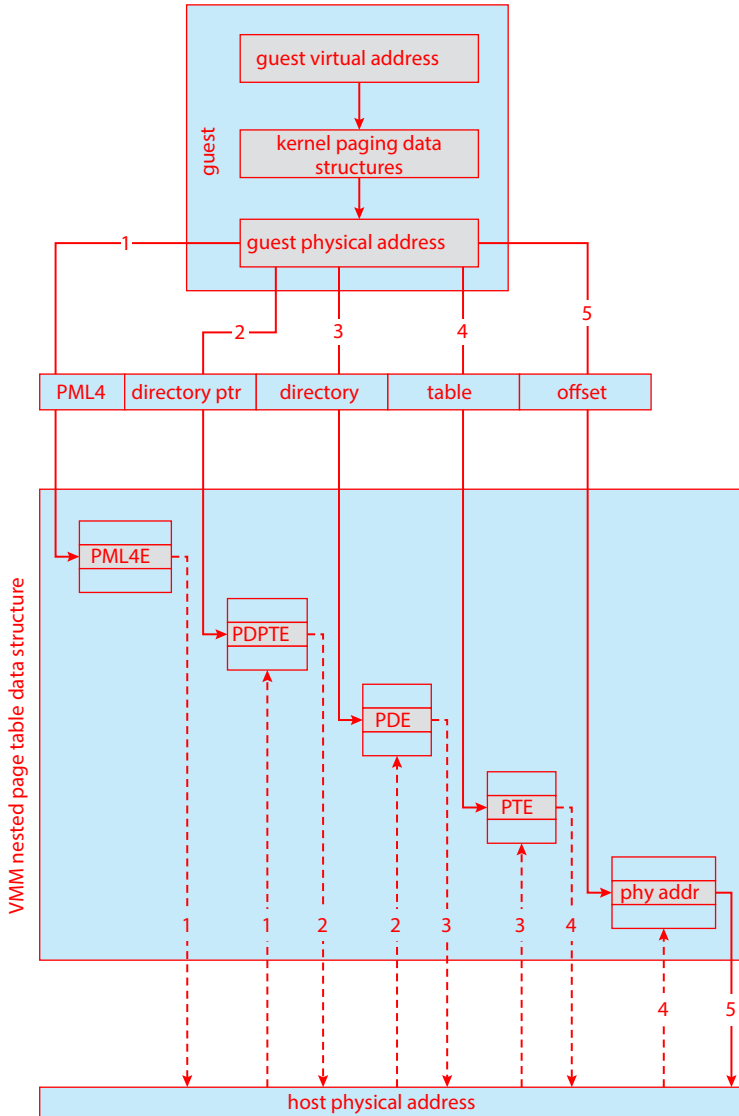 guest virtual address
kernel paging data
structures
guest
guest physical address
1
2
3
4
5
PML4
directory ptr
directory
table
offset
VMM nested page table data structure
PML4E
PDPTE
PDE
PTE
phy addr
1
1
2
2
3
3
4
4
5
host physical address